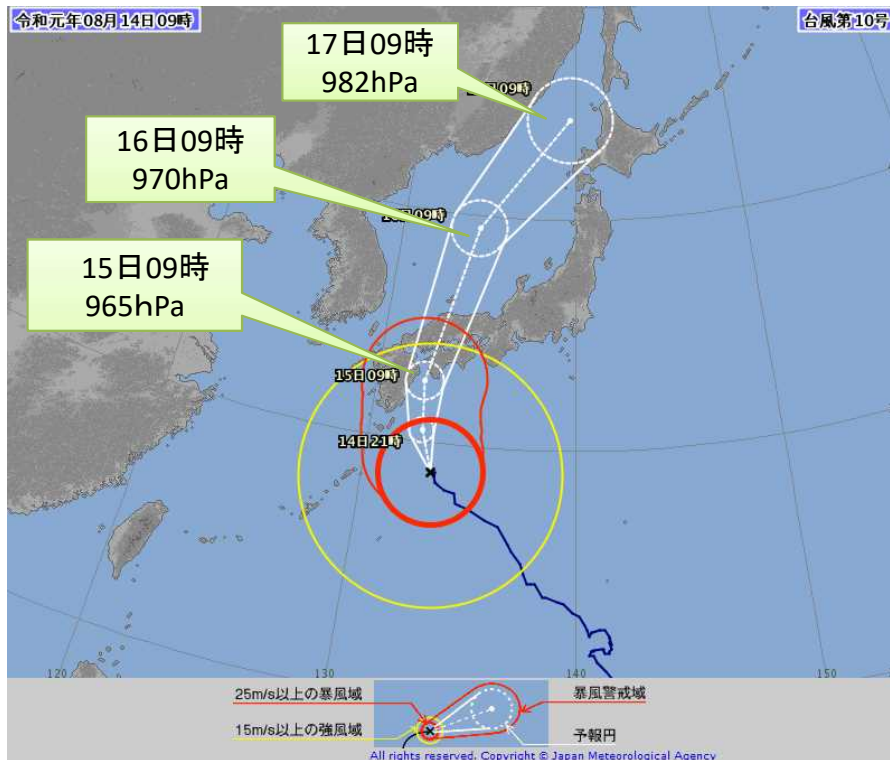 令和元年08月14日09時
台風第10号
17日09時
982hPa
16日09時
970hPa
15日09時
965hPa
15日09時
14日21時
120
130
140
150
25m/s以上の暴風域
暴風警戒域
15m/s以上の強風域
予報円
All rights reserved. Copyright © Japan Meteorological Agency